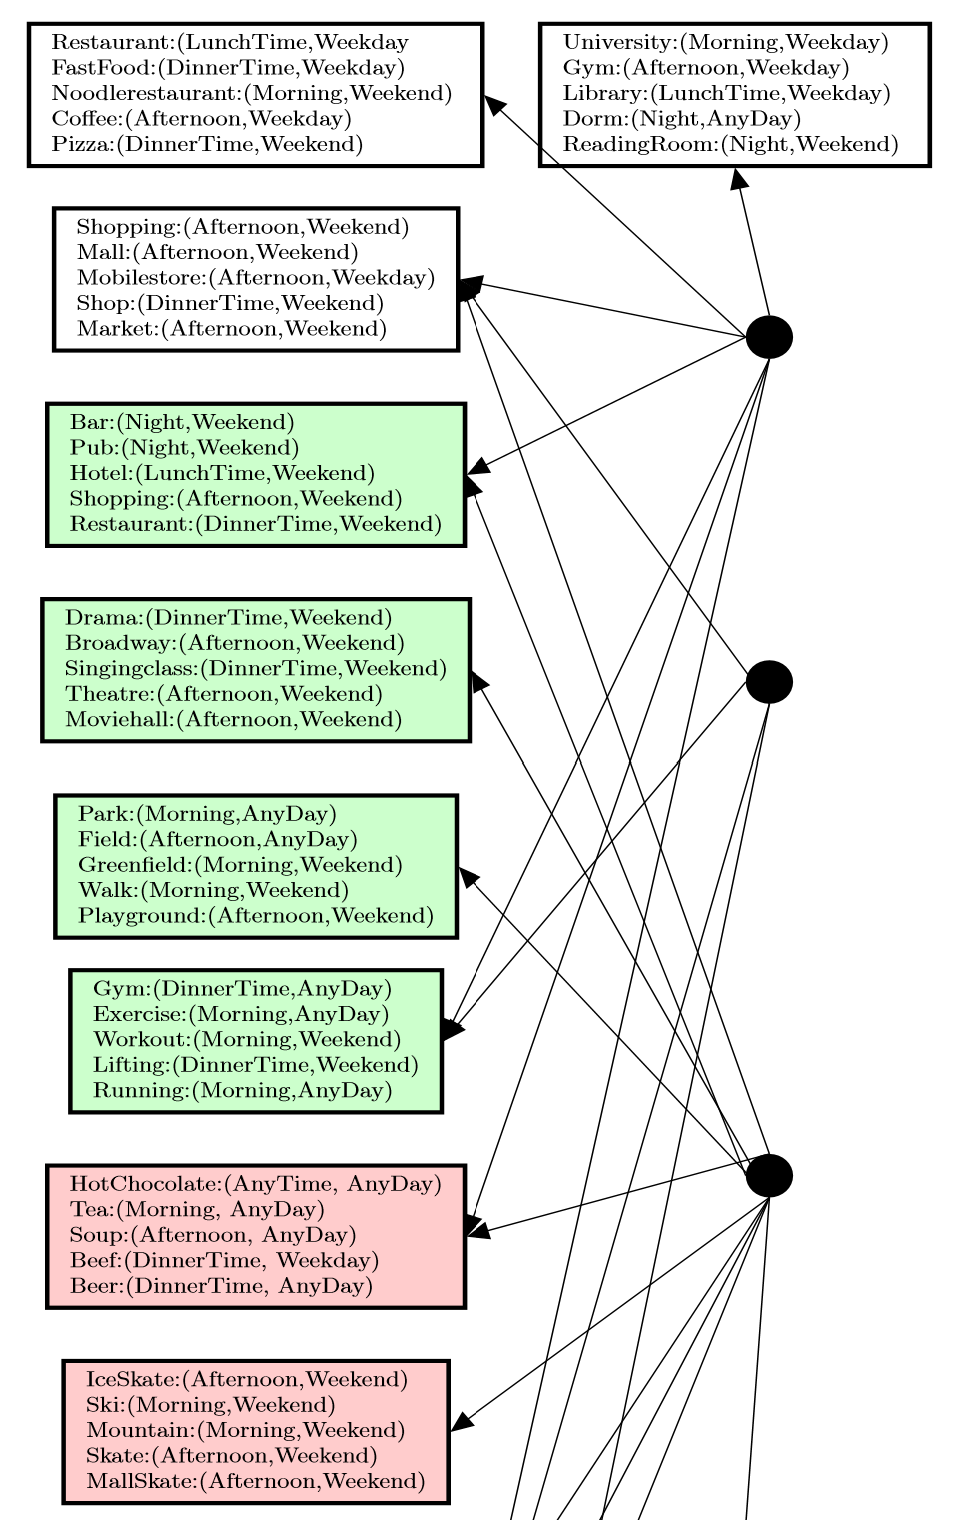 Restaurant:(LunchTime,Weekday
FastFood:(DinnerTime,Weekday)
Noodlerestaurant:(Morning,Weekend)
Coffee:(Afternoon,Weekday)
Pizza:(DinnerTime,Weekend)
University:(Morning,Weekday)
Gym:(Afternoon,Weekday)
Library:(LunchTime,Weekday)
Dorm:(Night,AnyDay)
ReadingRoom:(Night,Weekend)
Shopping:(Afternoon,Weekend)
Mall:(Afternoon,Weekend)
Mobilestore:(Afternoon,Weekday)
Shop:(DinnerTime,Weekend)
Market:(Afternoon,Weekend)
Bar:(Night,Weekend)
Pub:(Night,Weekend)
Hotel:(LunchTime,Weekend)
Shopping:(Afternoon,Weekend)
Restaurant:(DinnerTime,Weekend)
Drama:(DinnerTime,Weekend)
Broadway:(Afternoon,Weekend)
Singingclass:(DinnerTime,Weekend)
Theatre:(Afternoon,Weekend)
Moviehall:(Afternoon,Weekend)
Park:(Morning,AnyDay)
Field:(Afternoon,AnyDay)
Greenfield:(Morning,Weekend)
Walk:(Morning,Weekend)
Playground:(Afternoon,Weekend)
Gym:(DinnerTime,AnyDay)
Exercise:(Morning,AnyDay)
Workout:(Morning,Weekend)
Lifting:(DinnerTime,Weekend)
Running:(Morning,AnyDay)
HotChocolate:(AnyTime, AnyDay)
Tea:(Morning, AnyDay)
Soup:(Afternoon, AnyDay)
Beef:(DinnerTime, Weekday)
Beer:(DinnerTime, AnyDay)
IceSkate:(Afternoon,Weekend)
Ski:(Morning,Weekend)
Mountain:(Morning,Weekend)
Skate:(Afternoon,Weekend)
MallSkate:(Afternoon,Weekend)